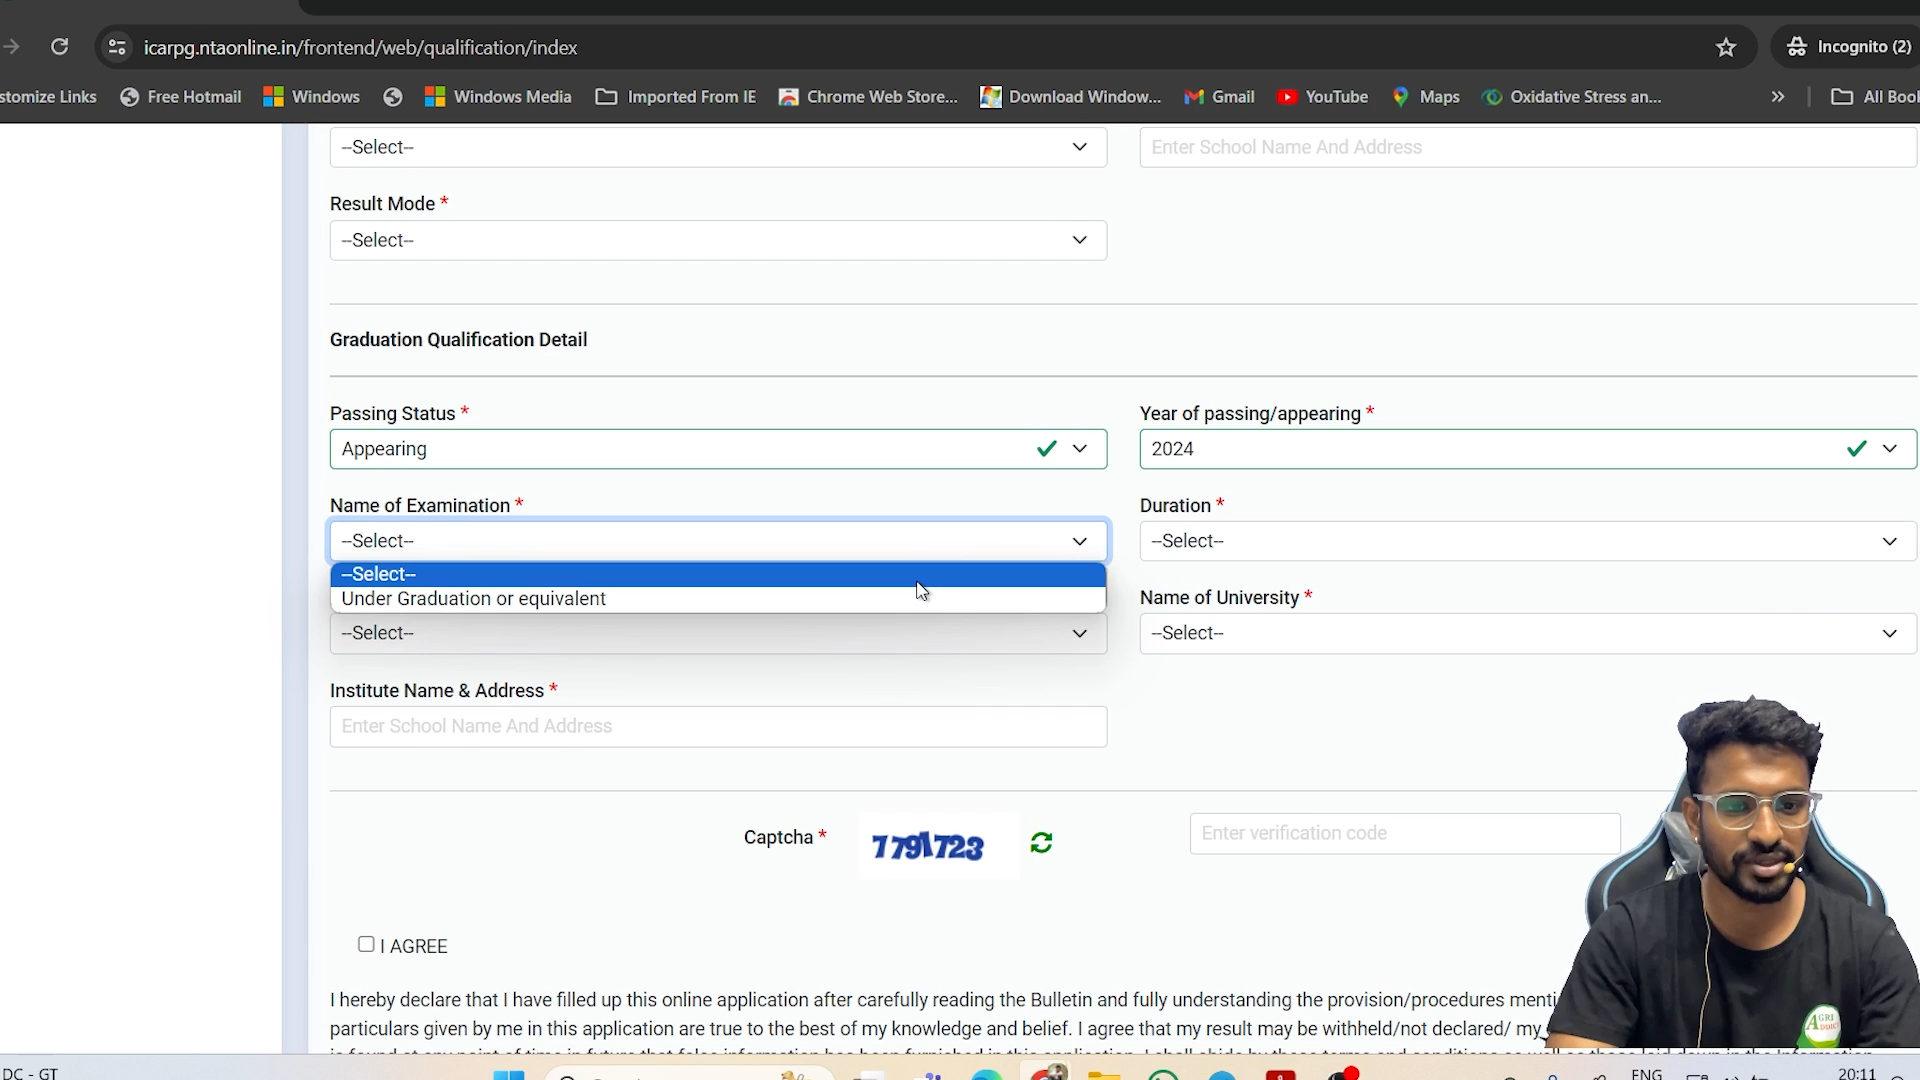 icarpg.ntaonline.in/frontend/web/qualification/index
Incognito (2)
stomize Links
Free Hotmail
Windows
Windows Media
Imported From IE
Chrome Web Store...
Download Window...
Gmail
YouTube
Maps
Oxidative Stress an...
All Book
--Select--
Enter School Name And Address
Result Mode *
--Select--
Graduation Qualification Detail
Passing Status *
Year of passing/appearing *
Appearing
2024
Name of Examination *
Duration *
--Select--
--Select--
--Select--
Under Graduation or equivalent
Name of University *
--Select--
--Select--
Institute Name & Address *
Enter School Name And Address
Captcha *
7791723
Enter verification code
I AGREE
I hereby declare that I have filled up this online application after carefully reading the Bulletin and fully understanding the provision/procedures menti
particulars given by me in this application are true to the best of my knowledge and belief. I agree that my result may be withheld/not declared/ my
AGRI
ADDICT
DC - GT
ENG
20:11